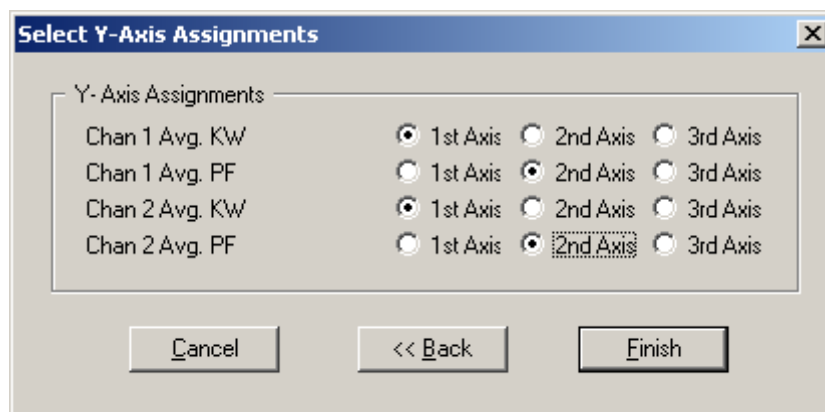 Select Y-Axis Assignments
Y- Axis Assignments
Chan 1 Avg. KW 1st Axis 2nd Axis 3rd Axis
Chan 1 Avg. PF 1st Axis 2nd Axis 3rd Axis
Chan 2 Avg. KW 1st Axis 2nd Axis 3rd Axis
Chan 2 Avg. PF 1st Axis 2nd Axis 3rd Axis
Cancel << Back Finish